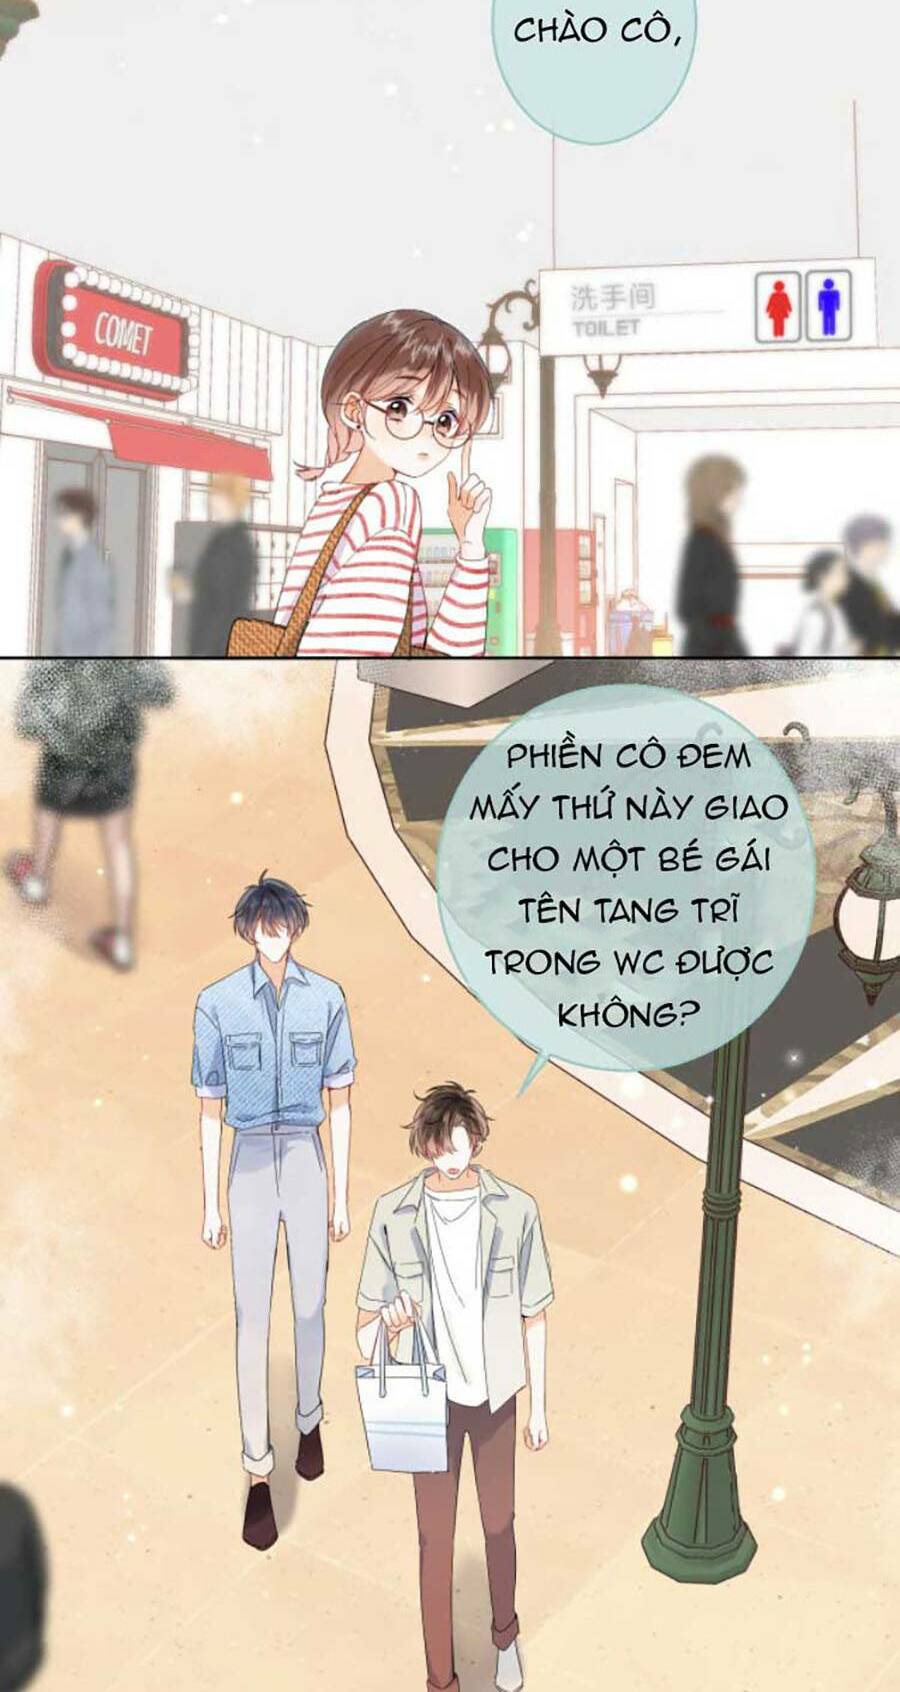 CHÀO CÔ,
COMET
洗手间
TOILET
PHIỀN CÔ ĐEM
MẤY THỨ NÀY GIAO
CHO MỘT BÉ GÁI
TÊN TANG TRĨ
TRONG WC ĐƯỢC
KHÔNG?